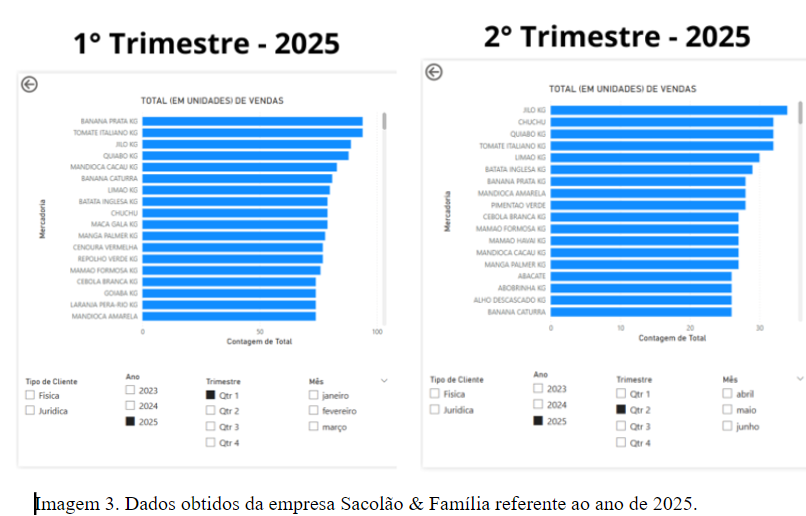 1° Trimestre - 2025
TOTAL (EM UNIDADES) DE VENDAS
Mercadoria
BANANA PRATA KG
TOMATE ITALIANO KG
JILO KG
QUIABO KG
MANDIOCA CACAU KG
BANANA CATURRA
LIMAO KG
BATATA INGLESA KG
CHUCHU
MACA GALA KG
MANGA PALMER KG
CENOURA VERMELHA
REPOLHO VERDE KG
MAMAO FORMOSA KG
CEBOLA BRANCA KG
GOIABA KG
LARANJA PERA-RIO KG
MANDIOCA AMARELA
0 50 100
Contagem de Total
Tipo de Cliente
Fisica
Juridica
Ano
2023
2024
2025
Trimestre
Qtr 1
Qtr 2
Qtr 3
Qtr 4
Mês
janeiro
fevereiro
março
2° Trimestre - 2025
TOTAL (EM UNIDADES) DE VENDAS
Mercadoria
JILO KG
CHUCHU
QUIABO KG
TOMATE ITALIANO KG
LIMAO KG
BATATA INGLESA KG
BANANA PRATA KG
MANDIOCA AMARELA
PIMENTAO VERDE
CEBOLA BRANCA KG
MAMAO FORMOSA KG
MAMAO HAVAI KG
MANDIOCA CACAU KG
MANGA PALMER KG
ABACATE
ABOBRINHA KG
ALHO DESCASCADO KG
BANANA CATURRA
0 10 20 30
Contagem de Total
Tipo de Cliente
Fisica
Juridica
Ano
2023
2024
2025
Trimestre
Qtr 1
Qtr 2
Qtr 3
Qtr 4
Mês
abril
maio
junho
Imagem 3. Dados obtidos da empresa Sacolão & Família referente ao ano de 2025.